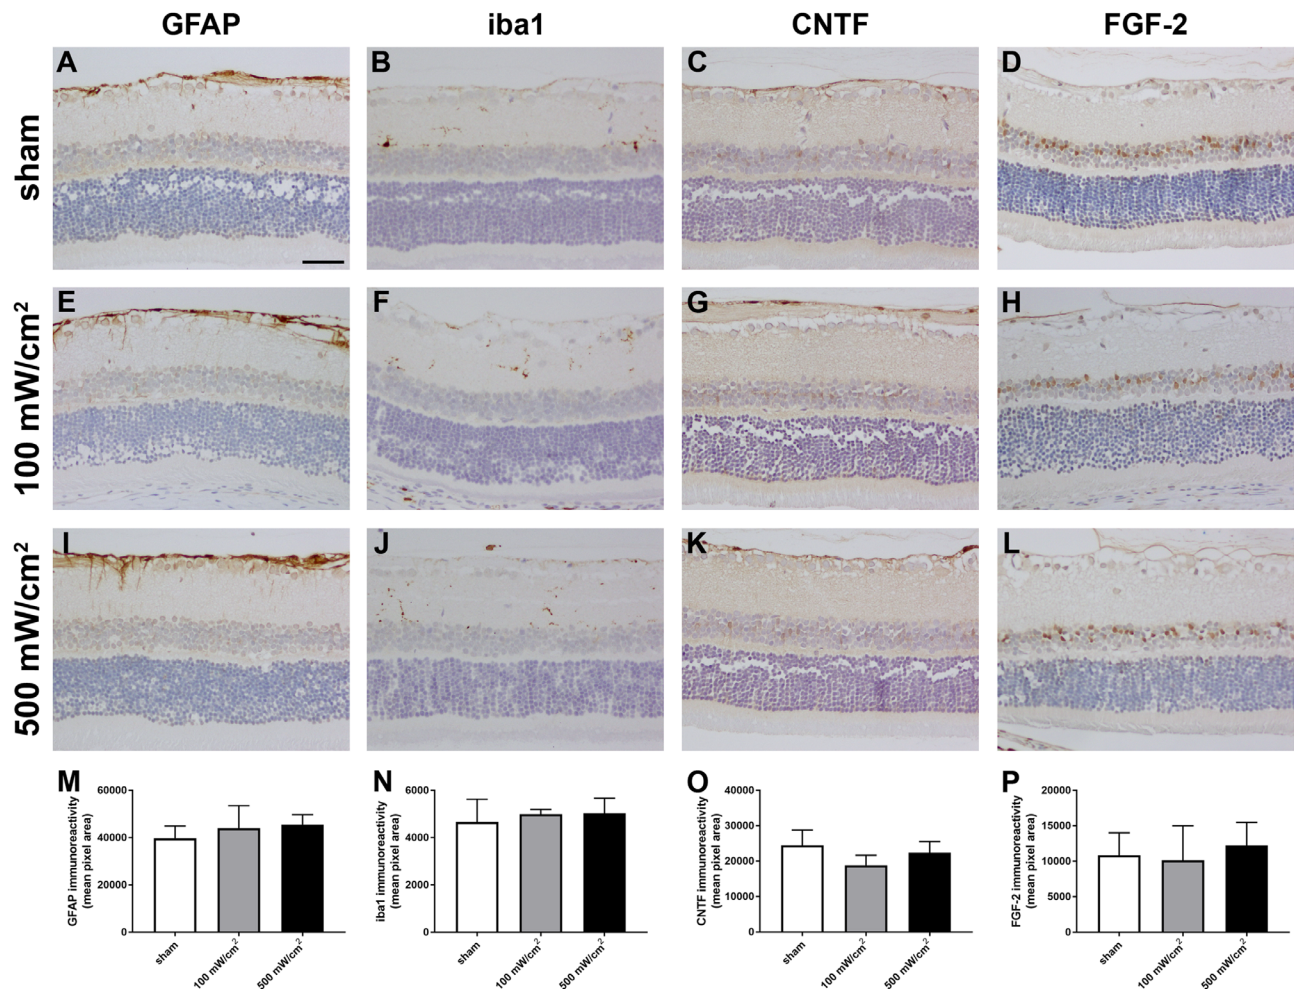 GFAP
iba1
CNTF
FGF-2
sham
A
B
C
D
100 mW/cm²
E
F
G
H
500 mW/cm²
I
J
K
L
M
GFAP immunoreactivity
(mean pixel area)
60000
40000
20000
0
sham
100 mW/cm²
500 mW/cm²
N
iba1 immunoreactivity
(mean pixel area)
6000
4000
2000
0
sham
100 mW/cm²
500 mW/cm²
O
CNTF immunoreactivity
(mean pixel area)
40000
30000
20000
10000
0
sham
100 mW/cm²
500 mW/cm²
P
FGF-2 immunoreactivity
(mean pixel area)
20000
15000
10000
5000
0
sham
100 mW/cm²
500 mW/cm²